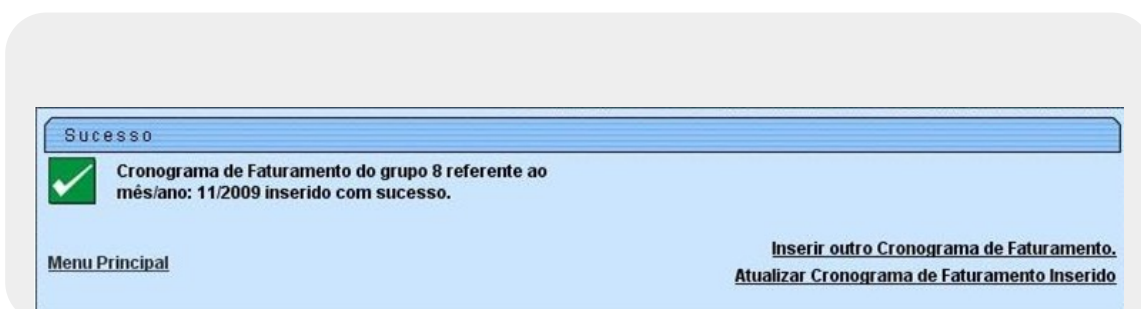 Sucesso
Cronograma de Faturamento do grupo 8 referente ao
mês/ano: 11/2009 inserido com sucesso.
Menu Principal
Inserir outro Cronograma de Faturamento.
Atualizar Cronograma de Faturamento Inserido